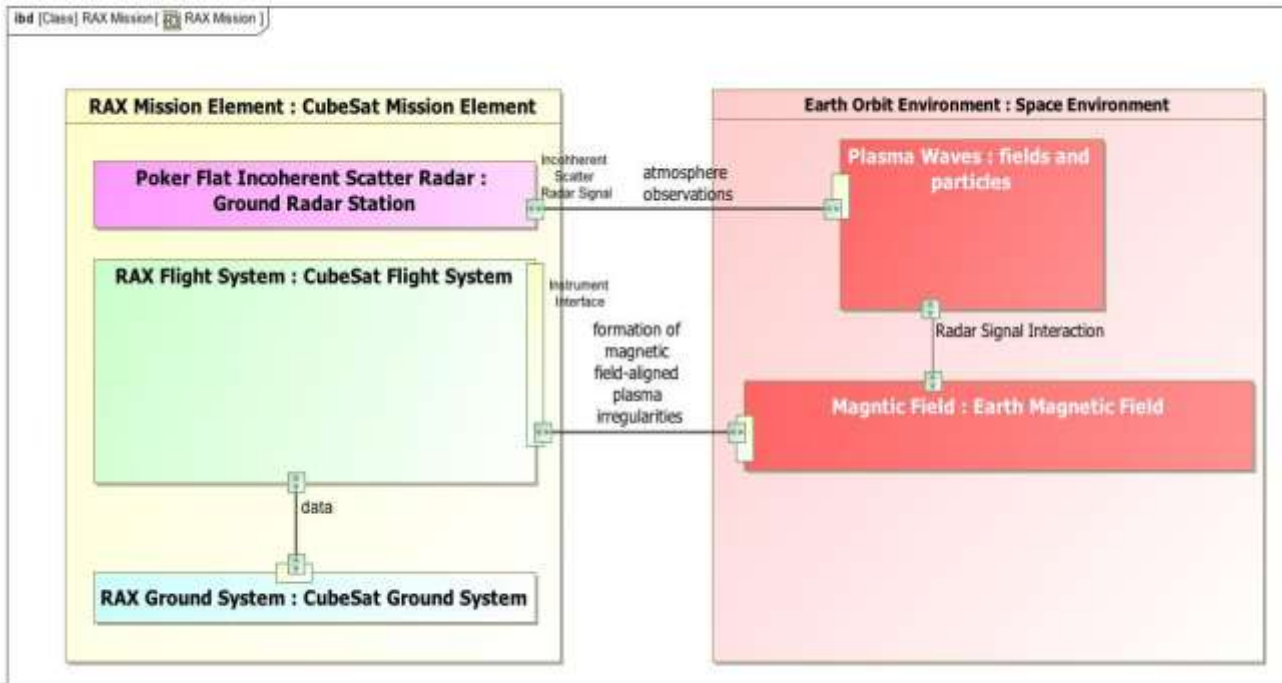 ibd [Class] RAX Mission[ RAX Mission ]
RAX Mission Element : CubeSat Mission Element
Poker Flat Incoherent Scatter Radar :
Ground Radar Station
Incohherent
Scatter
Radar Signal
atmosphere
observations
Earth Orbit Environment : Space Environment
Plasma Waves : fields and
particles
RAX Flight System : CubeSat Flight System
Instrument
Interface
formation of
magnetic
field-aligned
plasma
irregularities
Radar Signal Interaction
Magntic Field : Earth Magnetic Field
data
RAX Ground System : CubeSat Ground System